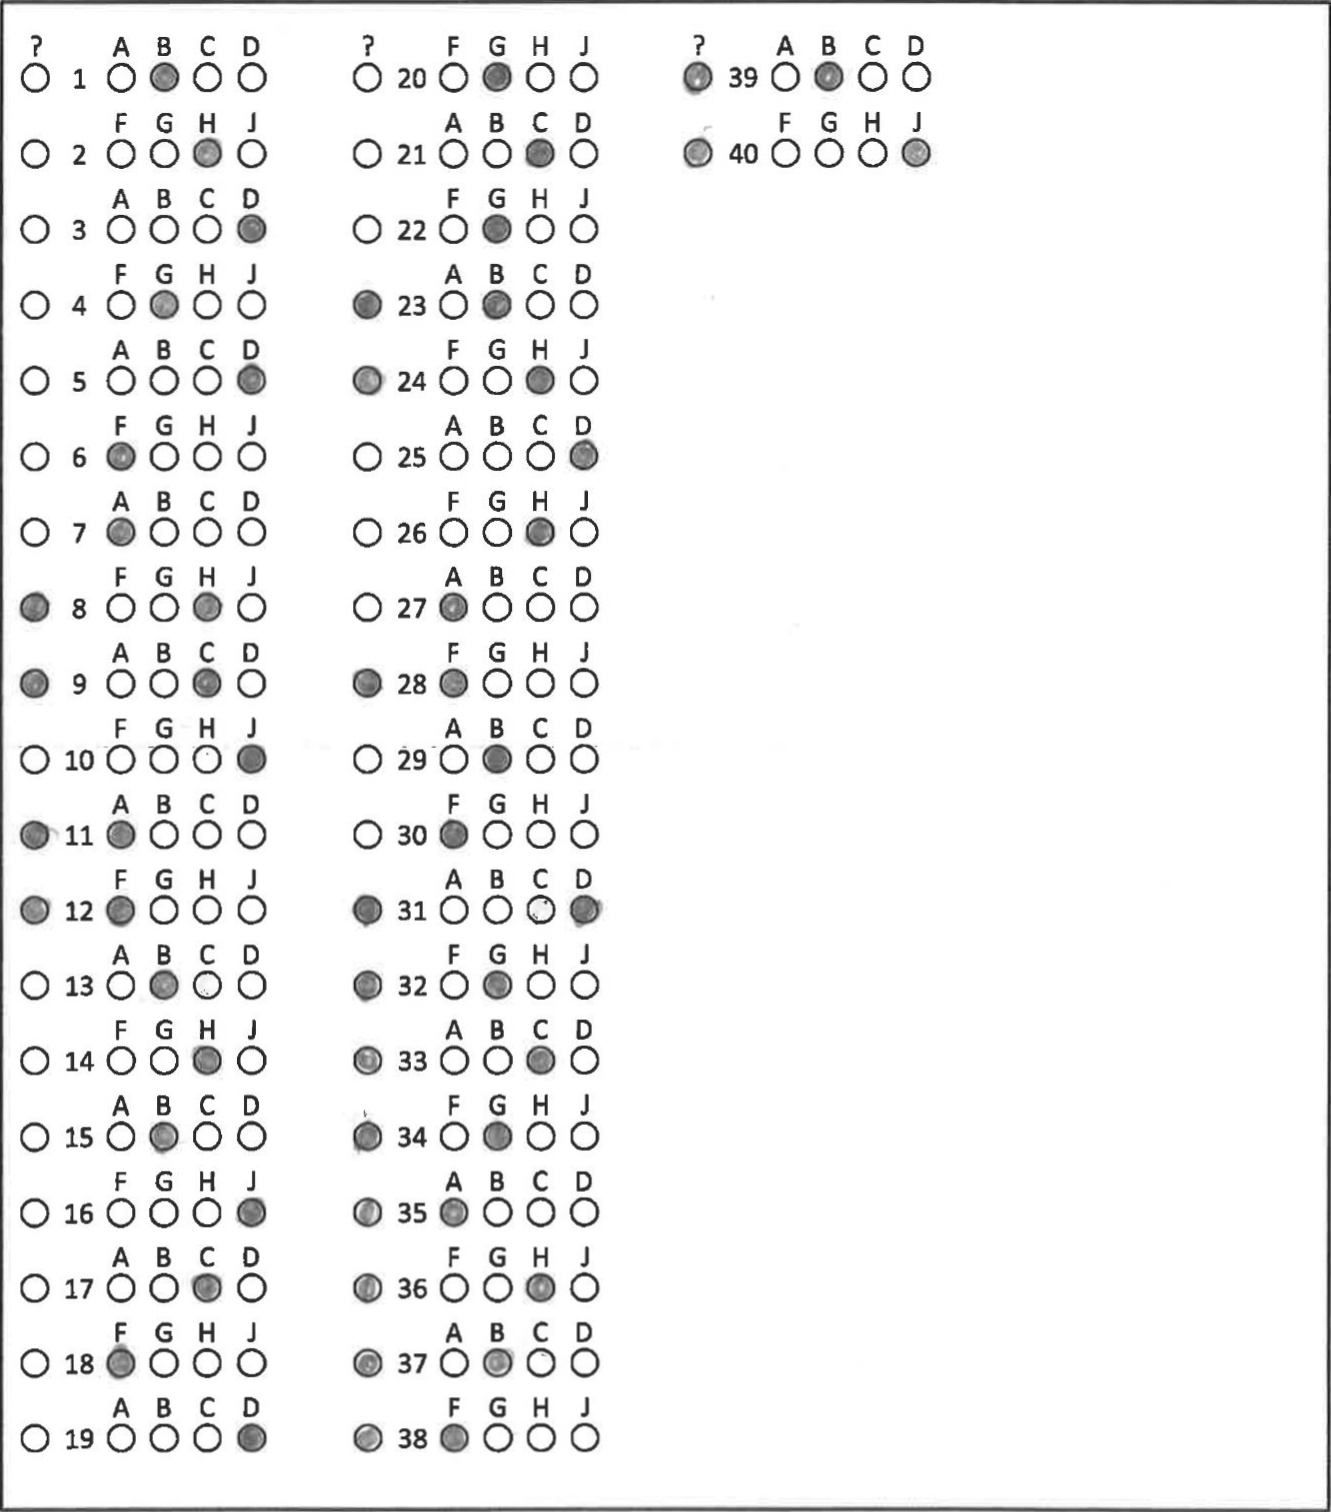 ? A B C D
1
F G H J
2
A B C D
3
F G H J
4
A B C D
5
F G H J
6
A B C D
7
F G H J
8
A B C D
9
F G H J
10
A B C D
11
F G H J
12
A B C D
13
F G H J
14
A B C D
15
F G H J
16
A B C D
17
F G H J
18
A B C D
19
? F G H J
20
A B C D
21
F G H J
22
A B C D
23
F G H J
24
A B C D
25
F G H J
26
A B C D
27
F G H J
28
A B C D
29
F G H J
30
A B C D
31
F G H J
32
A B C D
33
F G H J
34
A B C D
35
F G H J
36
A B C D
37
F G H J
38
? A B C D
39
F G H J
40